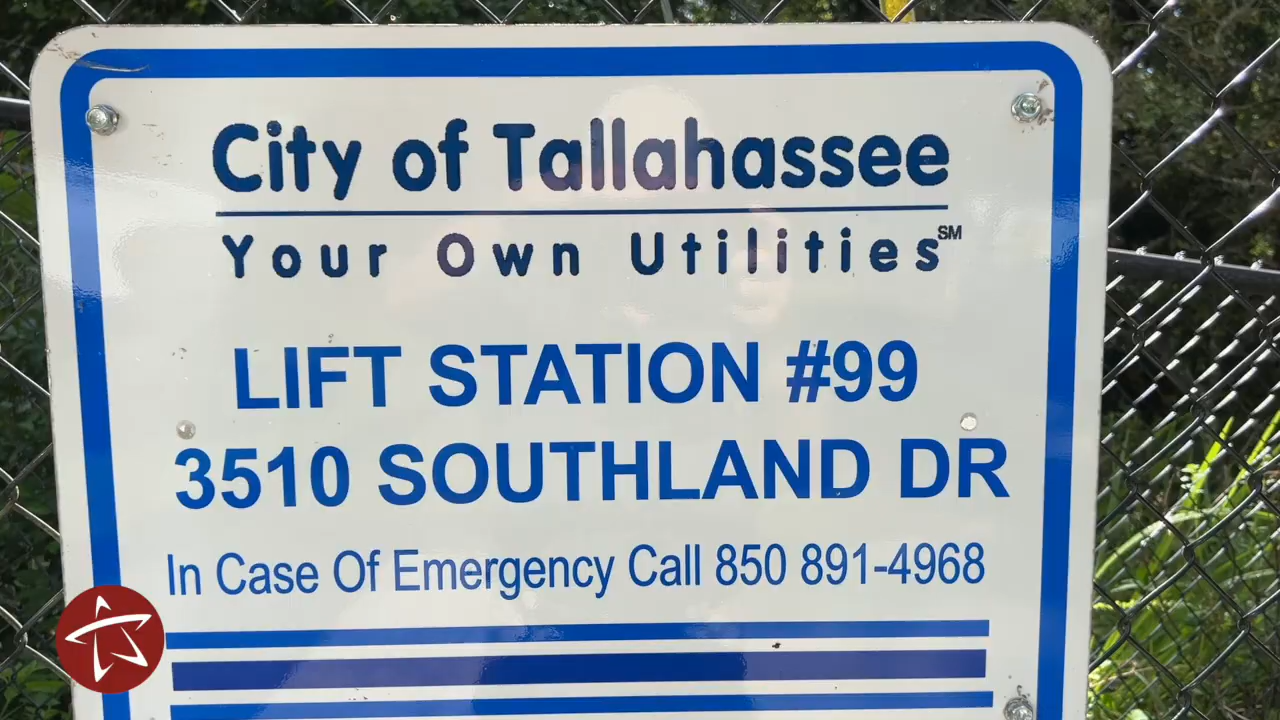 City of Tallahassee
Your Own Utilities℠
LIFT STATION #99
3510 SOUTHLAND DR
In Case Of Emergency Call 850 891-4968